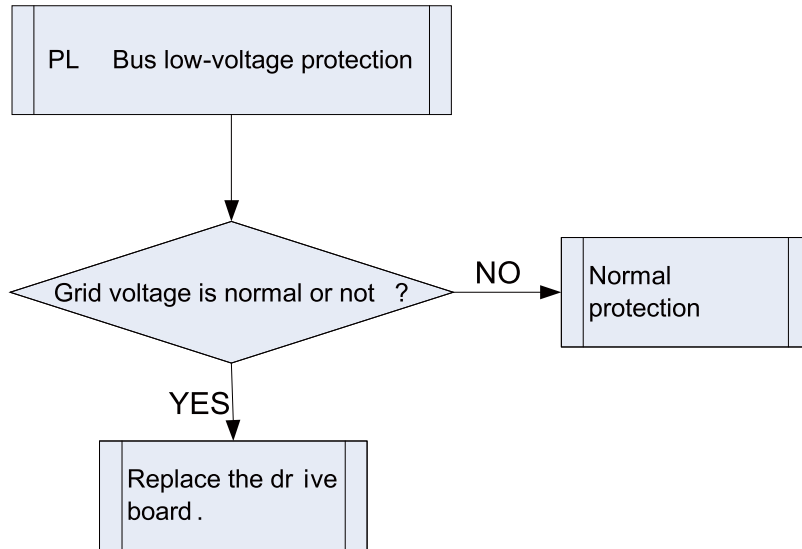 PL Bus low-voltage protection
Grid voltage is normal or not ?
NO
Normal
protection
YES
Replace the dr ive
board .